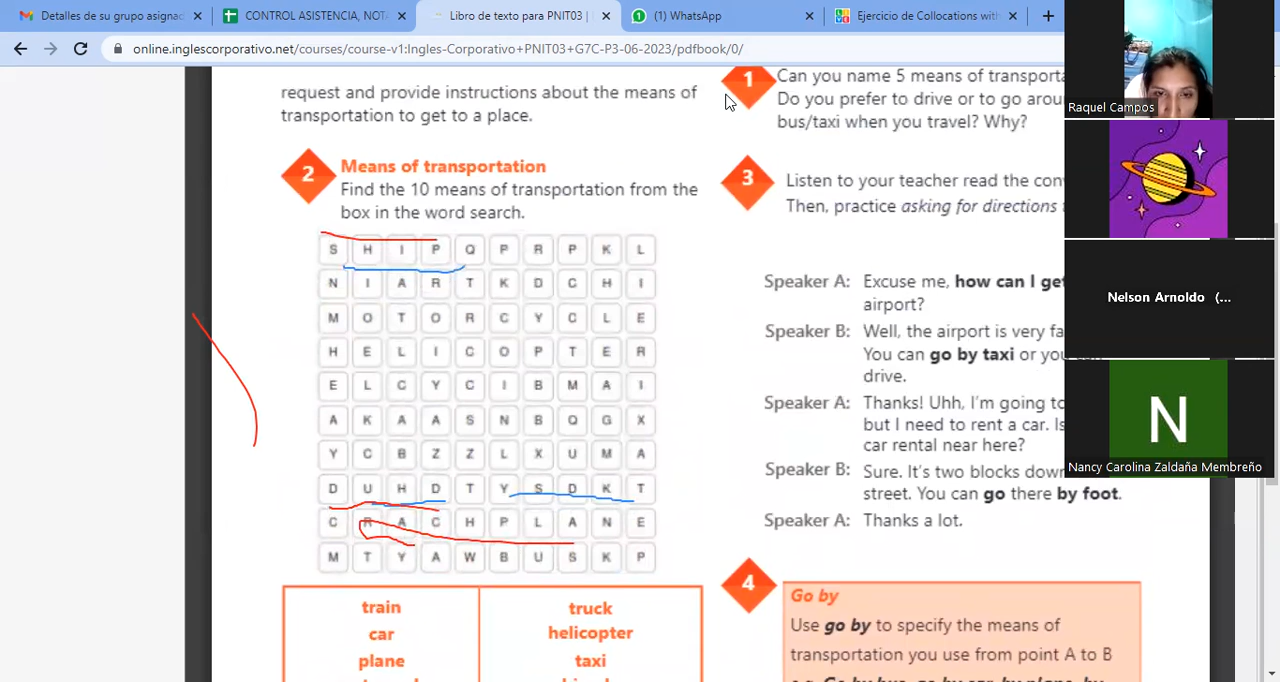 Detalles de su grupo asignac
CONTROL ASISTENCIA, NOTA
Libro de texto para PNIT03 |
(1) WhatsApp
Ejercicio de Collocations with
online.inglescorporativo.net/courses/course-v1:Ingles-Corporativo+PNIT03+G7C-P3-06-2023/pdfbook/0/
request and provide instructions about the means of
transportation to get to a place.
2
Means of transportation
Find the 10 means of transportation from the
box in the word search.
S H I P Q P R P K L
N I A R T K D C H I
M O T O R C Y C L E
H E L I C O P T E R
E L C Y C I B M A I
A K A A S N B Q G X
Y C B Z Z I X U M A
D U H D T Y S D K T
C R A C H P L A N E
M T Y A W B U S K P
train
car
plane
truck
helicopter
taxi
1
Can you name 5 means of transporta
Do you prefer to drive or to go arou
bus/taxi when you travel? Why?
3
Listen to your teacher read the con
Then, practice asking for directions
Speaker A: Excuse me, how can I get
airport?
Speaker B: Well, the airport is very fa
You can go by taxi or you can
drive.
Speaker A: Thanks! Uhh, I'm going to
but I need to rent a car. Is
car rental near here?
Speaker B: Sure. It's two blocks down
street. You can go there by foot.
Speaker A: Thanks a lot.
4
Go by
Use go by to specify the means of
transportation you use from point A to B
Raquel Campos
Nelson Arnoldo (...
N
Nancy Carolina Zaldaña Membreño